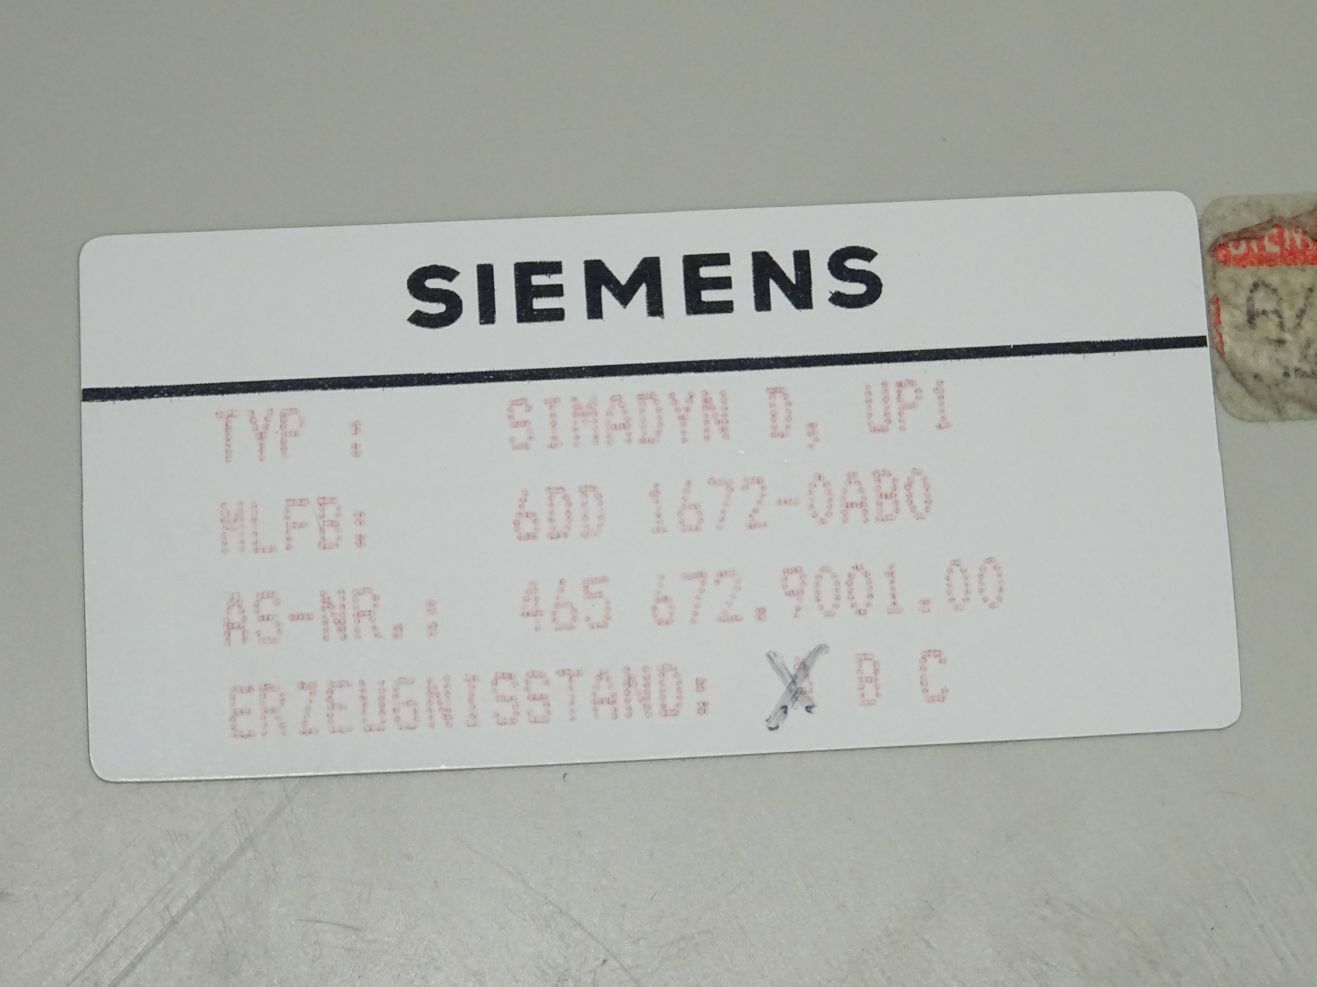 SIEMENS
TYP : SIMADYN D, UP1
MLFB: 6DD 1672-0AB0
AS-NR.: 465 672.9001.00
ERZEUGNISSTAND: A B C
A/